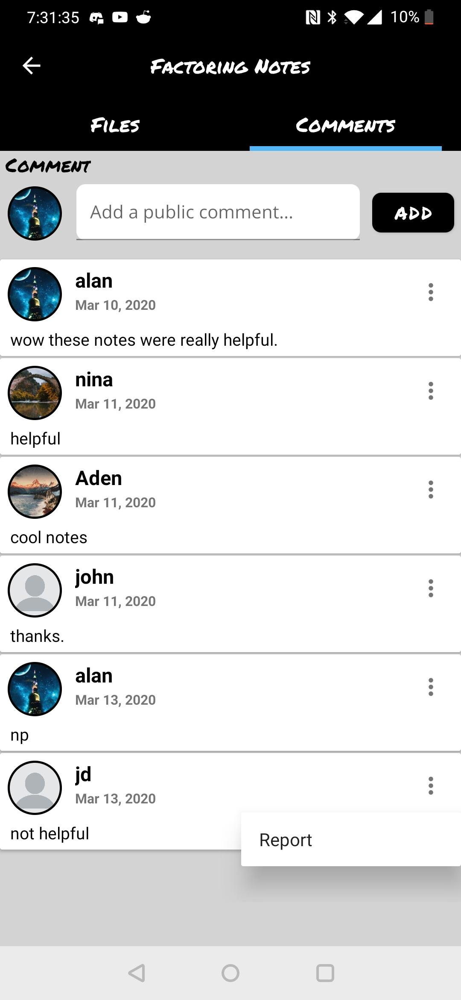 7:31:35
10%
Factoring Notes
Files
Comments
Comment
Add a public comment...
ADD
alan
Mar 10, 2020
wow these notes were really helpful.
nina
Mar 11, 2020
helpful
Aden
Mar 11, 2020
cool notes
john
Mar 11, 2020
thanks.
alan
Mar 13, 2020
np
jd
Mar 13, 2020
not helpful
Report